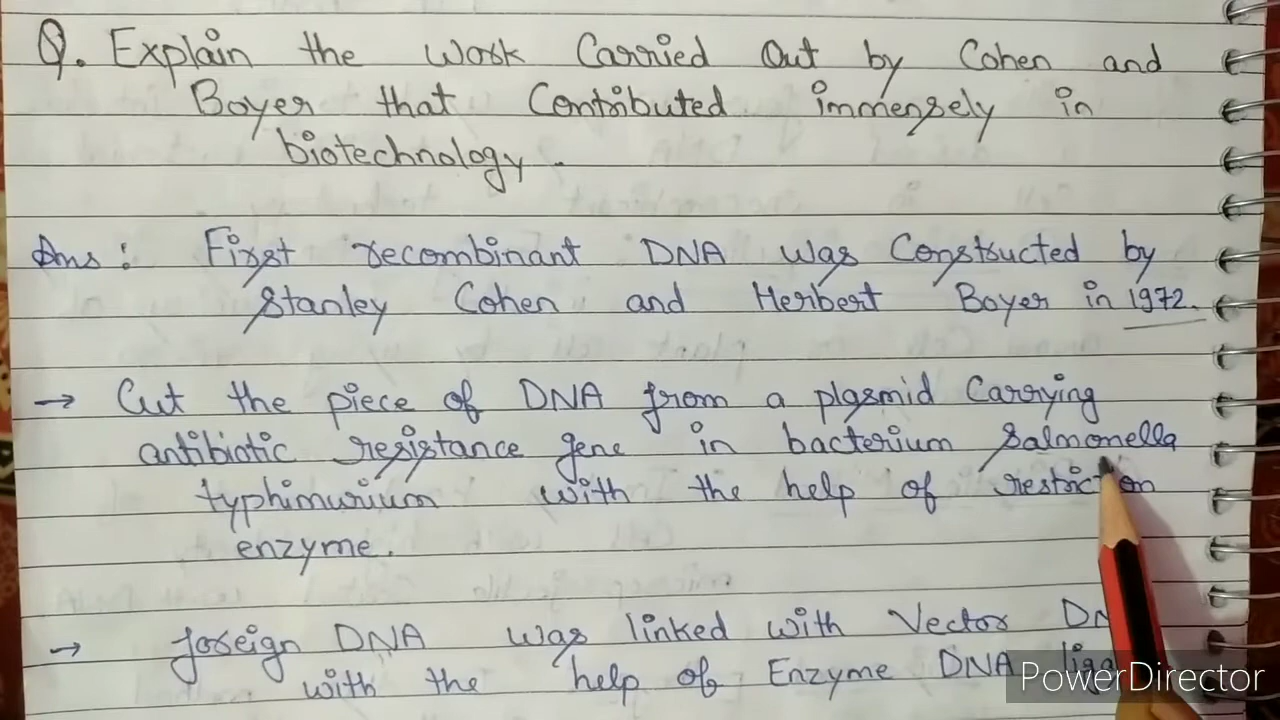 Q. Explain the work Carried Out by Cohen and
Boyer that Contributed immensely in
biotechnology.
Ans: First recombinant DNA was Constructed by
Stanley Cohen and Heribert Boyer in 1972.
→ Cut the piece of DNA from a plasmid Carrying
antibiotic resistance gene in bacterium Salmonella
typhimurium with the help of
enzyme.
→ foreign DNA was linked with Vector
with the help of Enzyme DNA
PowerDirector